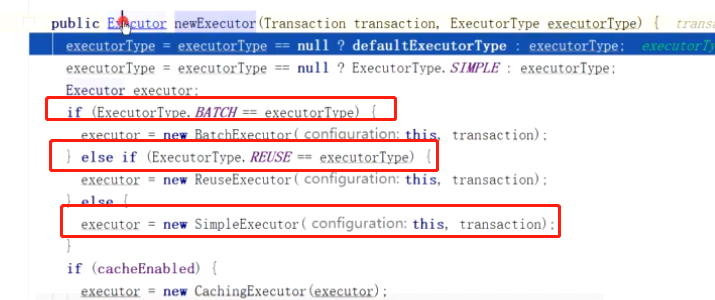 public Executor newExecutor(Transaction transaction, ExecutorType executorType) {
executorType = executorType == null ? defaultExecutorType : executorType;
executorType = executorType == null ? ExecutorType.SIMPLE : executorType;
Executor executor;
if (ExecutorType.BATCH == executorType) {
executor = new BatchExecutor( configuration: this, transaction);
} else if (ExecutorType.REUSE == executorType) {
executor = new ReuseExecutor( configuration: this, transaction);
} else {
executor = new SimpleExecutor( configuration: this, transaction);
}
if (cacheEnabled) {
executor = new CachingExecutor(executor);